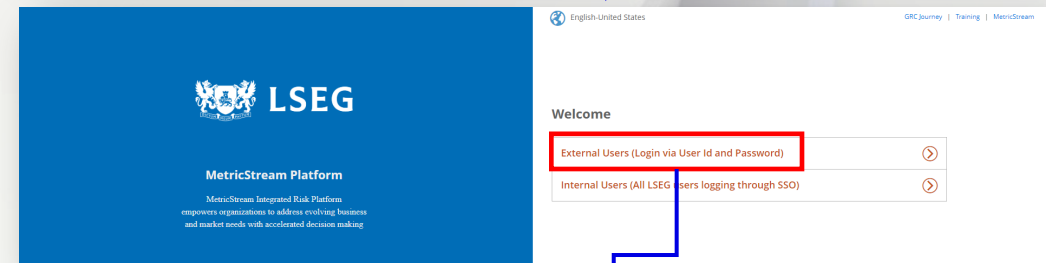 English-United States
GRC Journey | Training | MetricStream
LSEG
MetricStream Platform
MetricStream Integrated Risk Platform
empowers organizations to address evolving business
and market needs with accelerated decision making
Welcome
External Users (Login via User Id and Password)
Internal Users (All LSEG users logging through SSO)